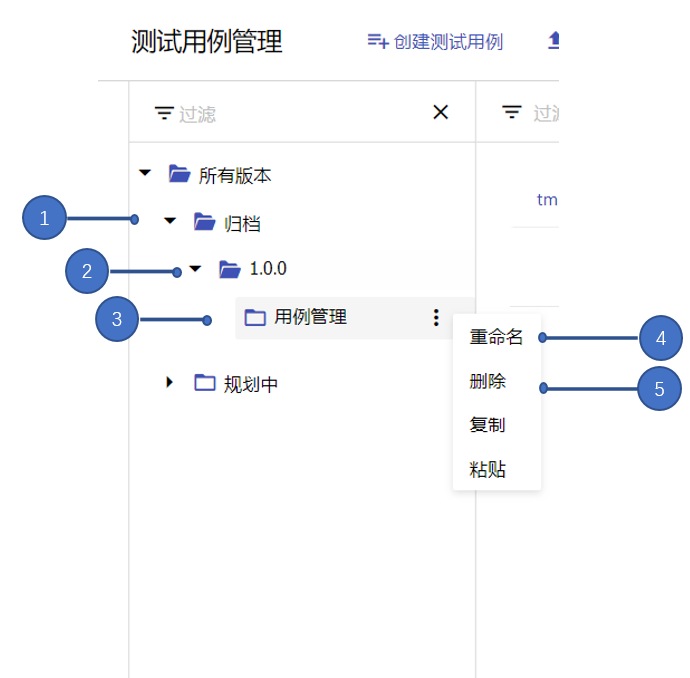 测试用例管理
创建测试用例
过滤
过滤
所有版本
tm
1
归档
2
1.0.0
3
用例管理
重命名
4
规划中
删除
5
复制
粘贴